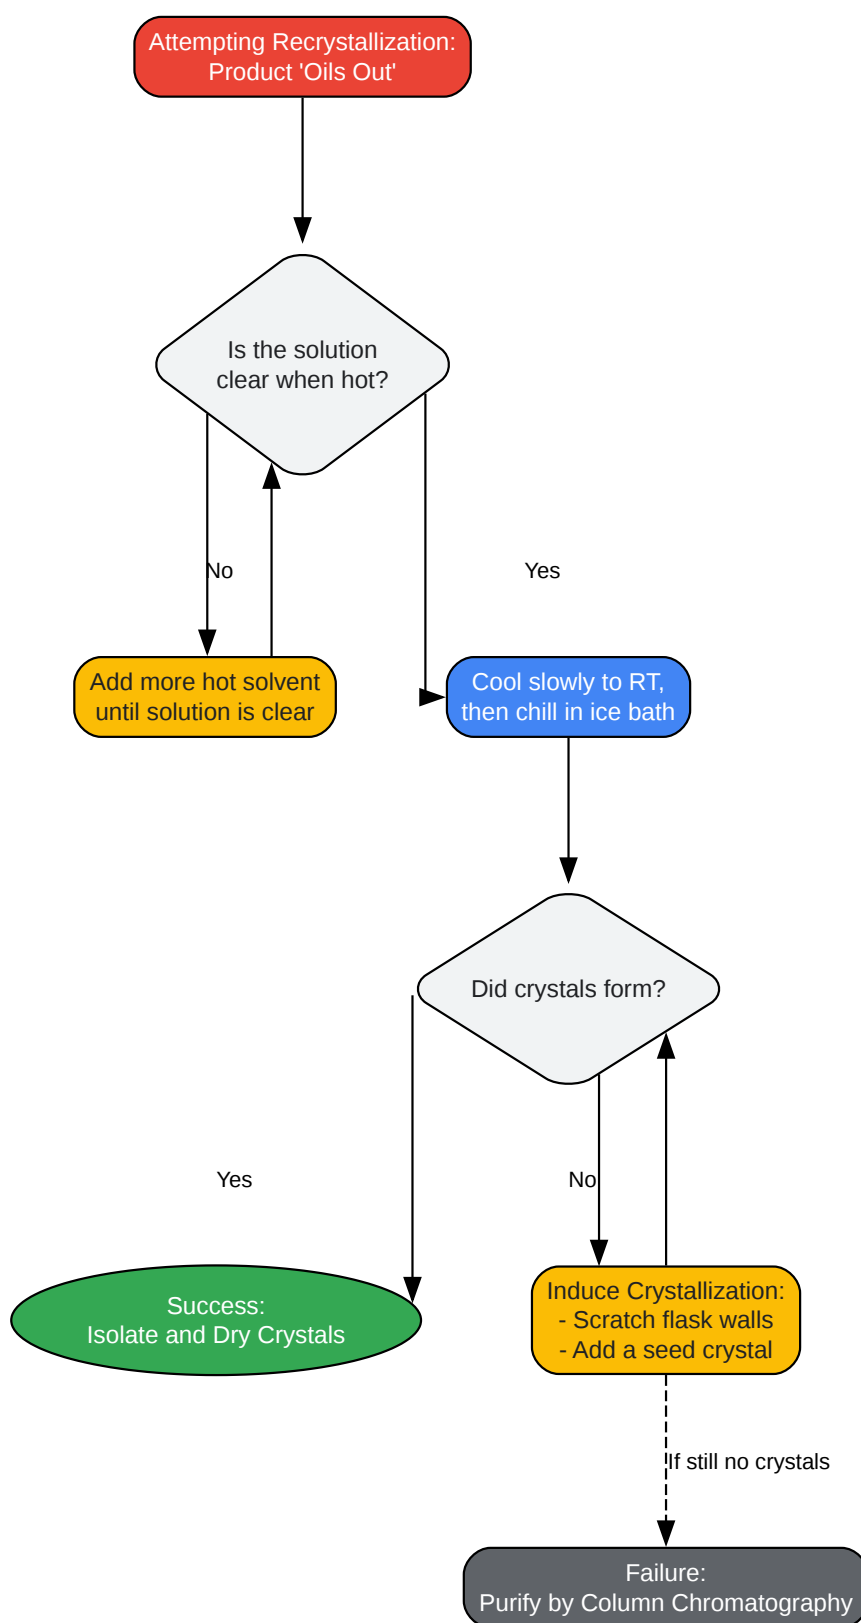 Attempting Recrystallization:
Product 'Oils Out'
Is the solution
clear when hot?
No
Yes
Add more hot solvent
until solution is clear
Cool slowly to RT,
then chill in ice bath
Did crystals form?
Yes
No
Success:
Isolate and Dry Crystals
Induce Crystallization:
- Scratch flask walls
- Add a seed crystal
If still no crystals
Failure:
Purify by Column Chromatography